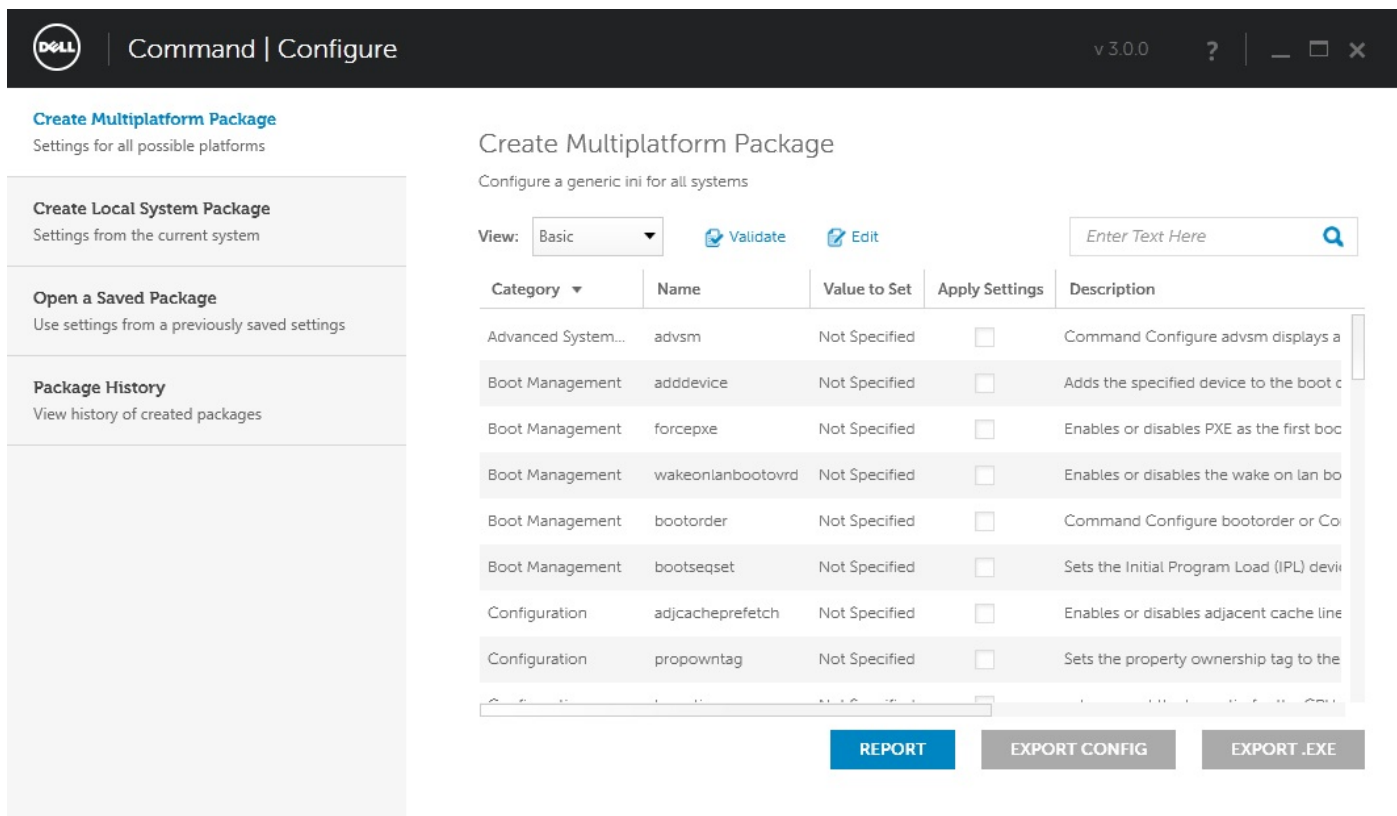 DELL
Command | Configure
v 3.0.0 ?
Create Multiplatform Package
Settings for all possible platforms
Create Local System Package
Settings from the current system
Open a Saved Package
Use settings from a previously saved settings
Package History
View history of created packages
Create Multiplatform Package
Configure a generic ini for all systems
View: Basic Validate Edit Enter Text Here
Category Name Value to Set Apply Settings Description
Advanced System... advsm Not Specified Command Configure advsm displays a
Boot Management adddevice Not Specified Adds the specified device to the boot
Boot Management forcepxe Not Specified Enables or disables PXE as the first boo
Boot Management wakeonlanbootovrd Not Specified Enables or disables the wake on lan bo
Boot Management bootorder Not Specified Command Configure bootorder or
Boot Management bootseqset Not Specified Sets the Initial Program Load (IPL) devi
Configuration adjcacheprefetch Not Specified Enables or disables adjacent cache line
Configuration propowntag Not Specified Sets the property ownership tag to the
REPORT EXPORT CONFIG EXPORT .EXE